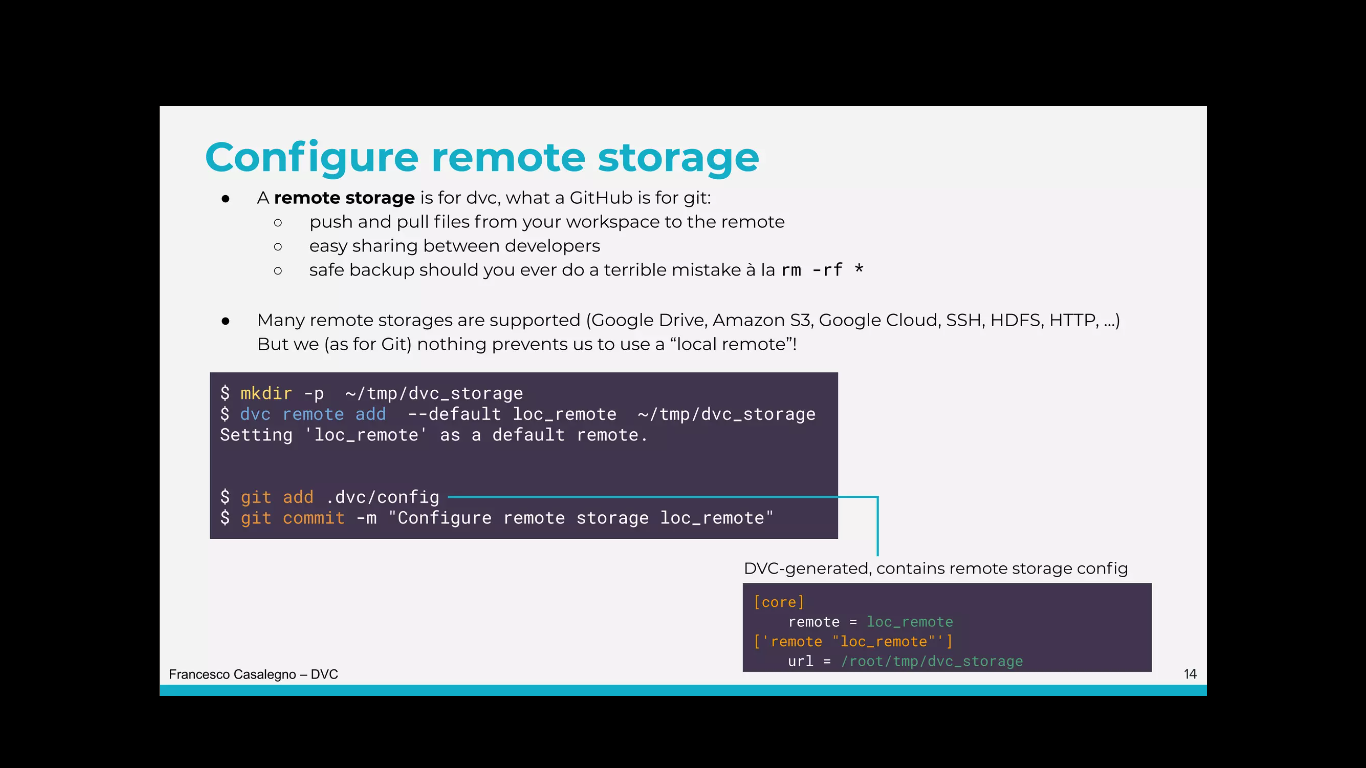 Configure remote storage
● A remote storage is for dvc, what a GitHub is for git:
○ push and pull files from your workspace to the remote
○ easy sharing between developers
○ safe backup should you ever do a terrible mistake à la rm -rf *
● Many remote storages are supported (Google Drive, Amazon S3, Google Cloud, SSH, HDFS, HTTP, …)
But we (as for Git) nothing prevents us to use a “local remote”!
$ mkdir -p  ~/tmp/dvc_storage
$ dvc remote add  --default loc_remote  ~/tmp/dvc_storage
Setting 'loc_remote' as a default remote.
$ git add .dvc/config
$ git commit -m "Configure remote storage loc_remote"
DVC-generated, contains remote storage config
[core]
    remote = loc_remote
['remote "loc_remote"']
    url = /root/tmp/dvc_storage
Francesco Casalegno – DVC
14